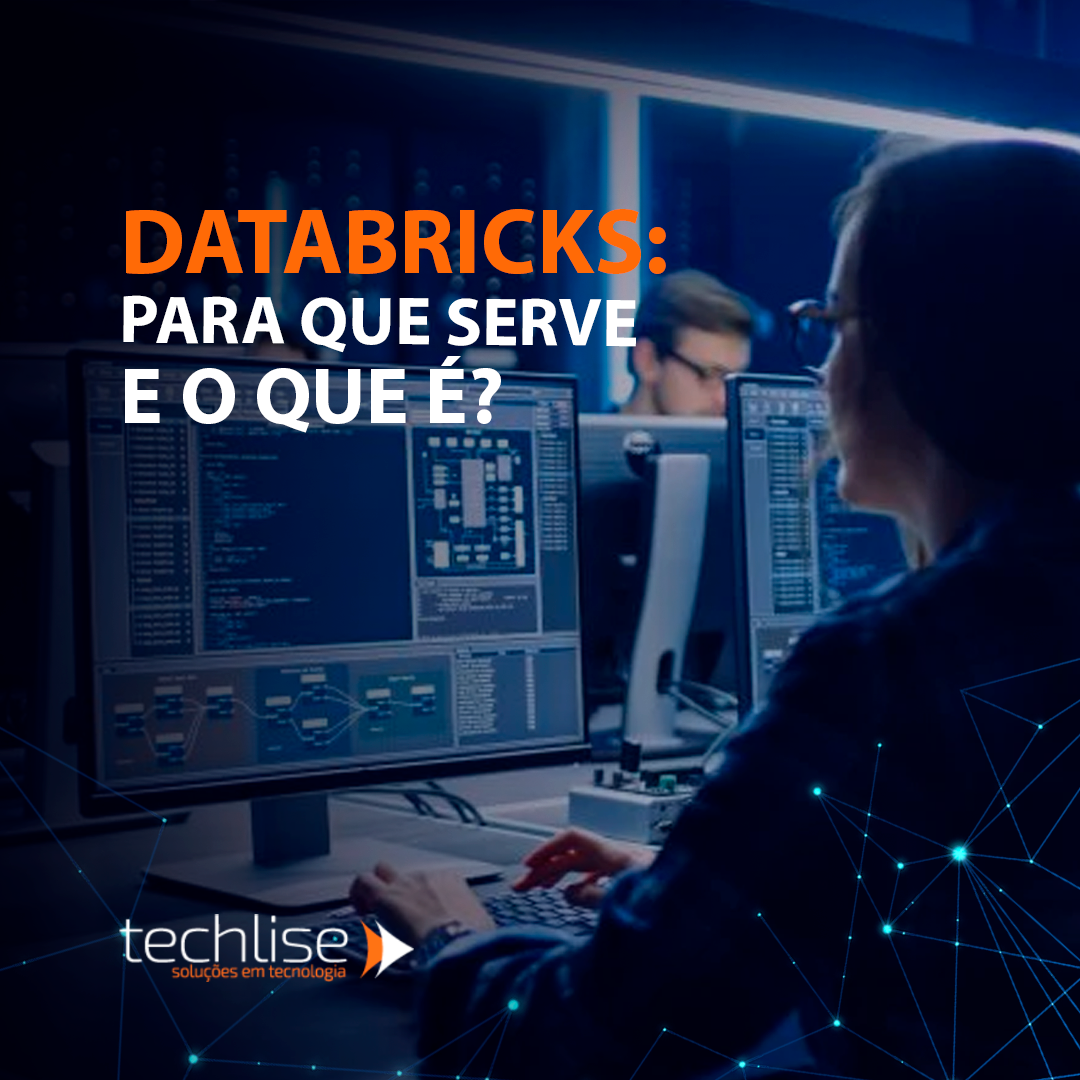 DATABRICKS:
PARA QUE SERVE
E O QUE É?
techlise
soluções em tecnologia